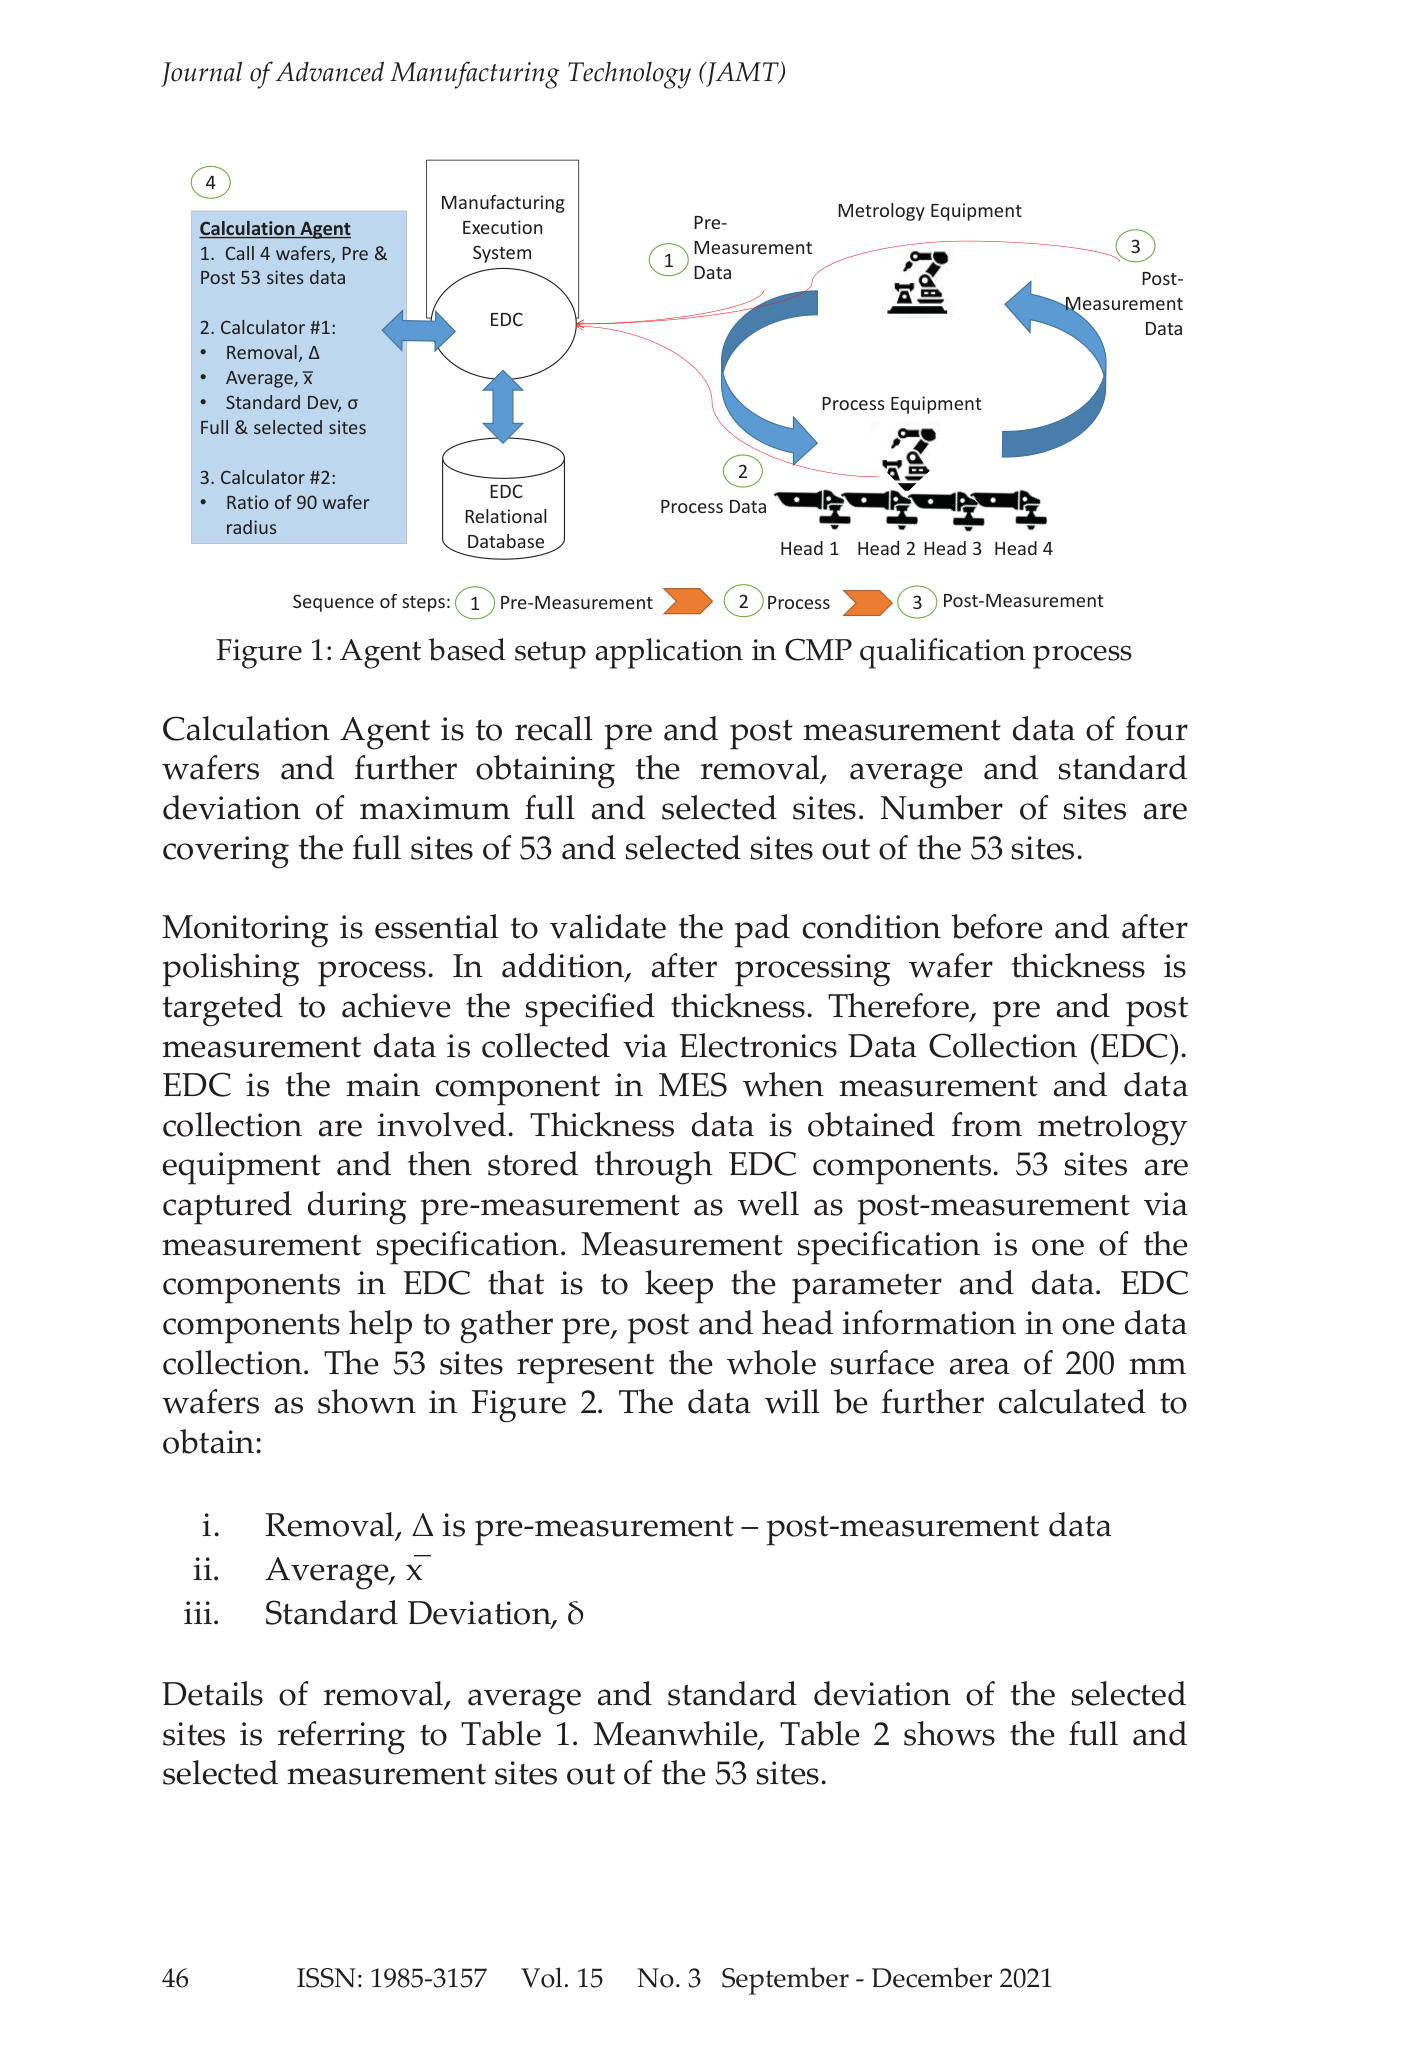 Journal of Advanced Manufacturing Technology (JAMT)
4
Calculation Agent
1. Call 4 wafers, Pre &
Post 53 sites data
2. Calculator #1:
• Removal, Δ
• Average, x̅
• Standard Dev, σ
Full & selected sites
3. Calculator #2:
• Ratio of 90 wafer
radius
Manufacturing
Execution
System
EDC
EDC
Relational
Database
1
Pre-
Measurement
Data
Metrology Equipment
3
Post-
Measurement
Data
Process Equipment
2
Process Data
Head 1 Head 2 Head 3 Head 4
Sequence of steps: 1 Pre-Measurement 2 Process 3 Post-Measurement
Figure 1: Agent based setup application in CMP qualification process
Calculation Agent is to recall pre and post measurement data of four
wafers and further obtaining the removal, average and standard
deviation of maximum full and selected sites. Number of sites are
covering the full sites of 53 and selected sites out of the 53 sites.
Monitoring is essential to validate the pad condition before and after
polishing process. In addition, after processing wafer thickness is
targeted to achieve the specified thickness. Therefore, pre and post
measurement data is collected via Electronics Data Collection (EDC).
EDC is the main component in MES when measurement and data
collection are involved. Thickness data is obtained from metrology
equipment and then stored through EDC components. 53 sites are
captured during pre-measurement as well as post-measurement via
measurement specification. Measurement specification is one of the
components in EDC that is to keep the parameter and data. EDC
components help to gather pre, post and head information in one data
collection. The 53 sites represent the whole surface area of 200 mm
wafers as shown in Figure 2. The data will be further calculated to
obtain:
i. Removal, Δ is pre-measurement – post-measurement data
ii. Average, x̅
iii. Standard Deviation, δ
Details of removal, average and standard deviation of the selected
sites is referring to Table 1. Meanwhile, Table 2 shows the full and
selected measurement sites out of the 53 sites.
46 ISSN: 1985-3157 Vol. 15 No. 3 September - December 2021